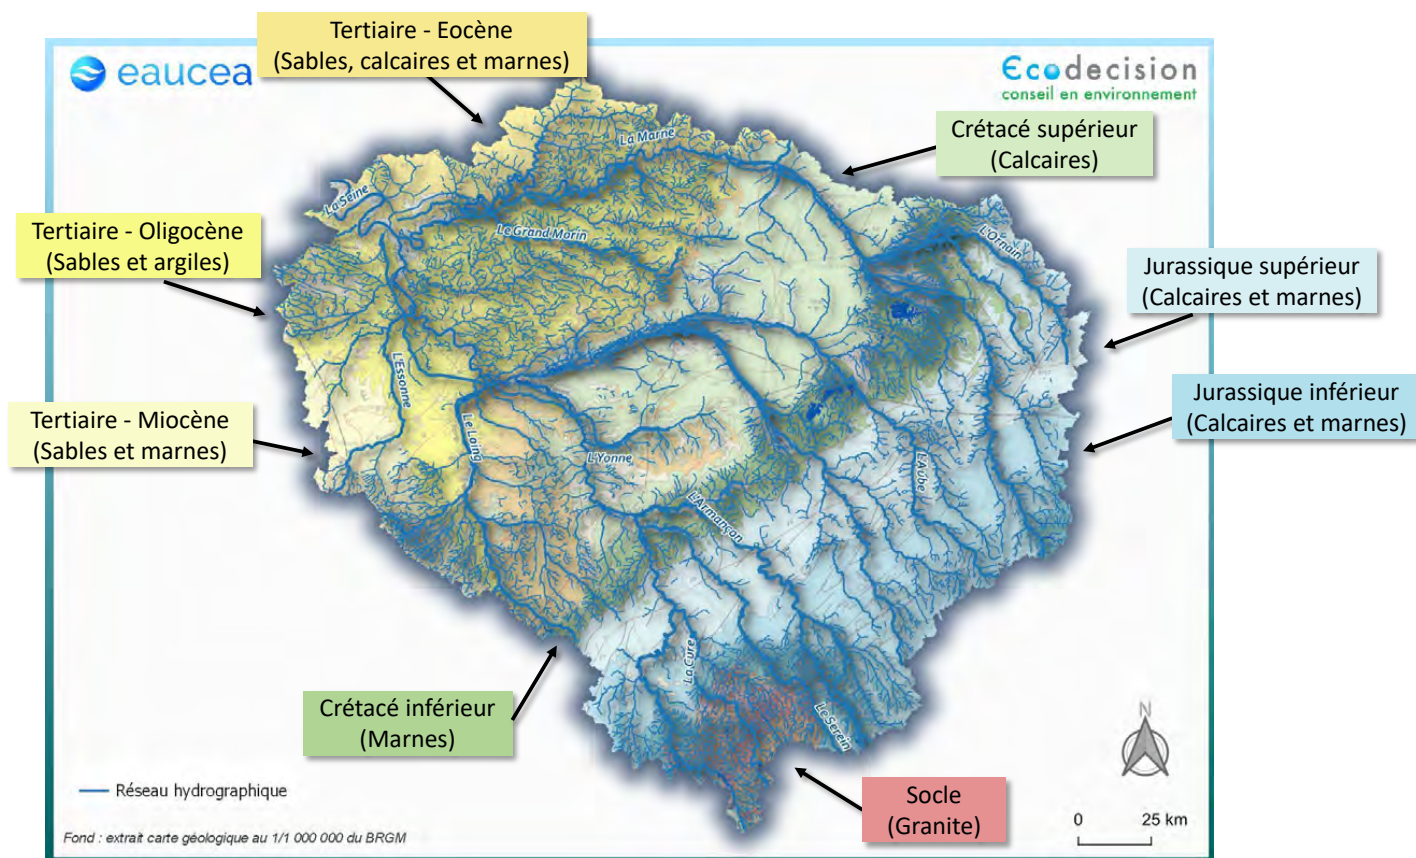 Tertiaire - Eocène
(Sables, calcaires et marnes)
eaucea
Ecodecision
conseil en environnement
Crétacé supérieur
(Calcaires)
La Marne
La Seine
Tertiaire - Oligocène
(Sables et argiles)
Le Grand Morin
L'Ornain
Jurassique supérieur
(Calcaires et marnes)
L'Essonne
Jurassique inférieur
(Calcaires et marnes)
Tertiaire - Miocène
(Sables et marnes)
Le Loing
L'Yonne
L'Aube
L'Armançon
La Cure
Le Serein
Crétacé inférieur
(Marnes)
N
Réseau hydrographique
Socle
(Granite)
0 25 km
Fond : extrait carte géologique au 1/1 000 000 du BRGM